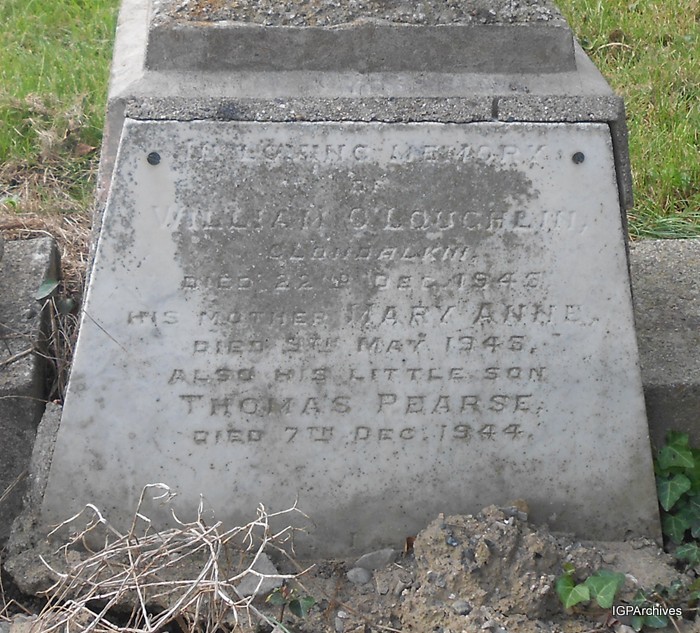 IN LOVING MEMORY
OF
WILLIAM O'LOUGHLIN,
CLONDALKIN,
DIED 22ND DEC. 1945.
HIS MOTHER MARY ANNE,
DIED 9TH MAY 1943,
ALSO HIS LITTLE SON
THOMAS PEARSE,
DIED 7TH DEC. 1944.
IGPArchives